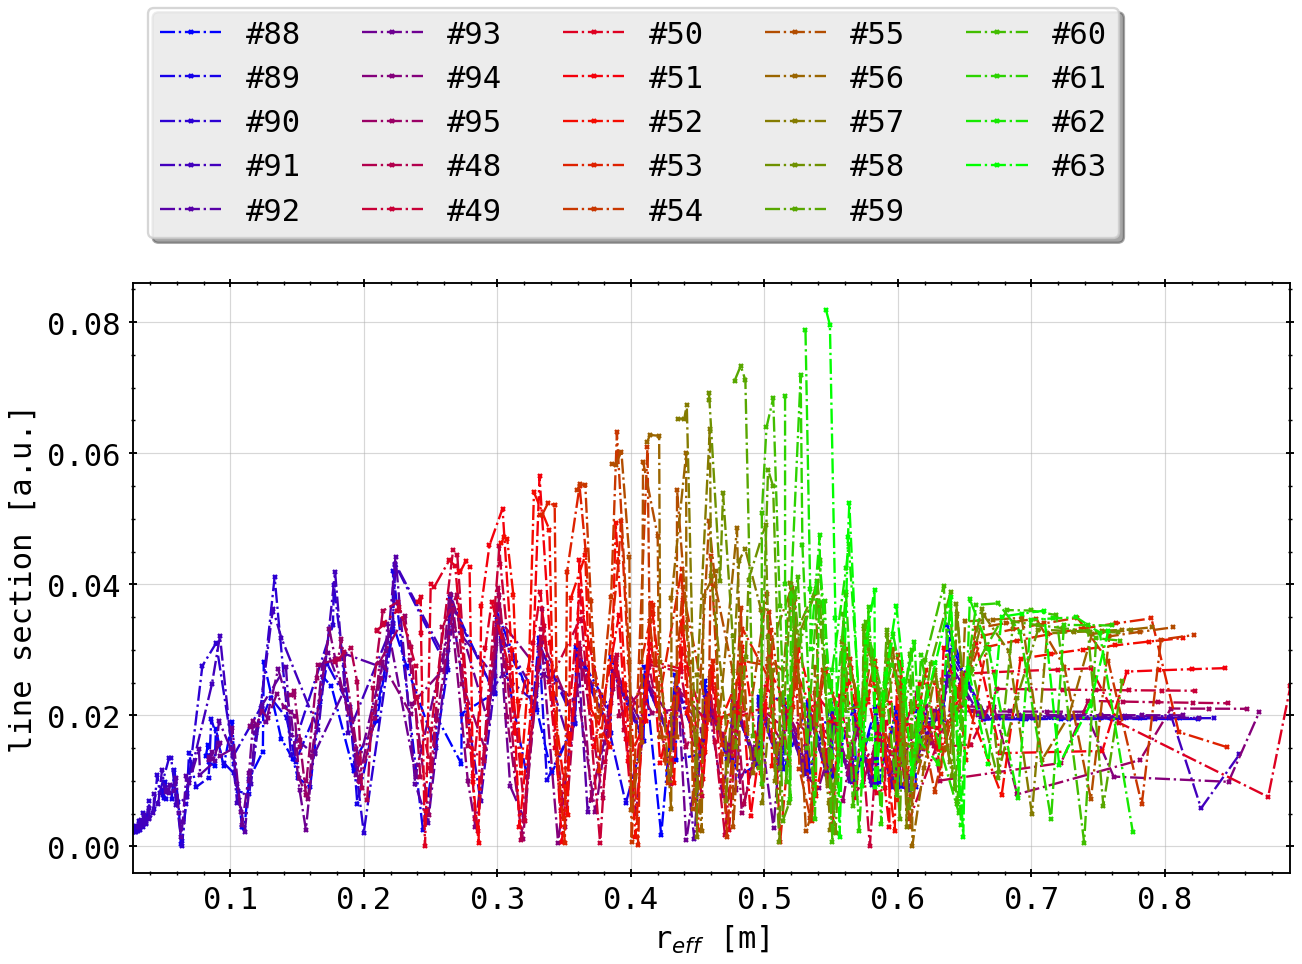 #88 #93 #50 #55 #60
#89 #94 #51 #56 #61
#90 #95 #52 #57 #62
#91 #48 #53 #58 #63
#92 #49 #54 #59
0.08
0.06
0.04
0.02
0.00
line section [a.u.]
0.1 0.2 0.3 0.4 0.5 0.6 0.7 0.8
r_eff [m]